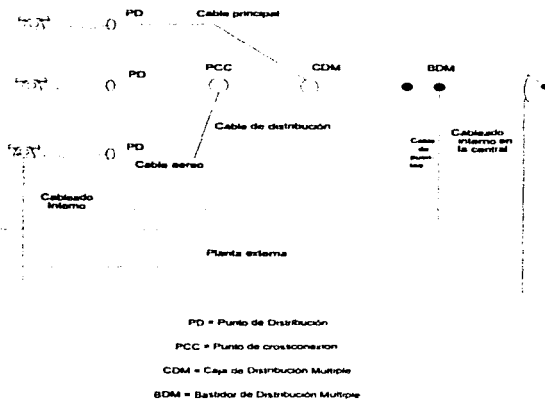 PD Cable principal
PD PCC CDM BDM
Cable de distribución
PD
Cable aereo
Cable
de
Cableado
interno en
la central
Cableado
Interno
Planta externa
PD = Punto de Distribución
PCC = Punto de crossconexion
CDM = Caja de Distribución Multiple
BDM = Bastidor de Distribución Multiple